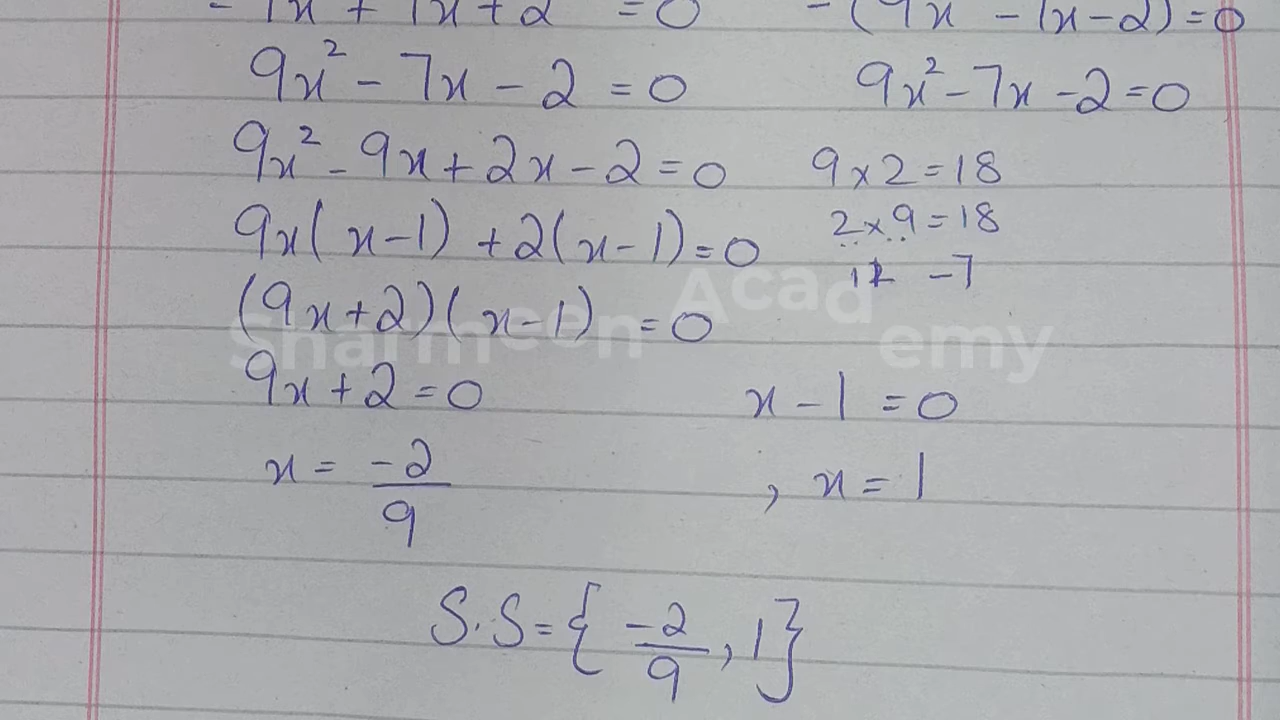 9x² - 7x - 2 = 0
9x² - 7x - 2 = 0
9x² - 9x + 2x - 2 = 0
9 x 2 = 18
9x(x-1) + 2(x-1) = 0
2 x 9 = 18
-7
(9x+2)(x-1) = 0
Sharmeen Academy
9x + 2 = 0
x - 1 = 0
x = -2/9
, x = 1
S.S = { -2/9 , 1 }